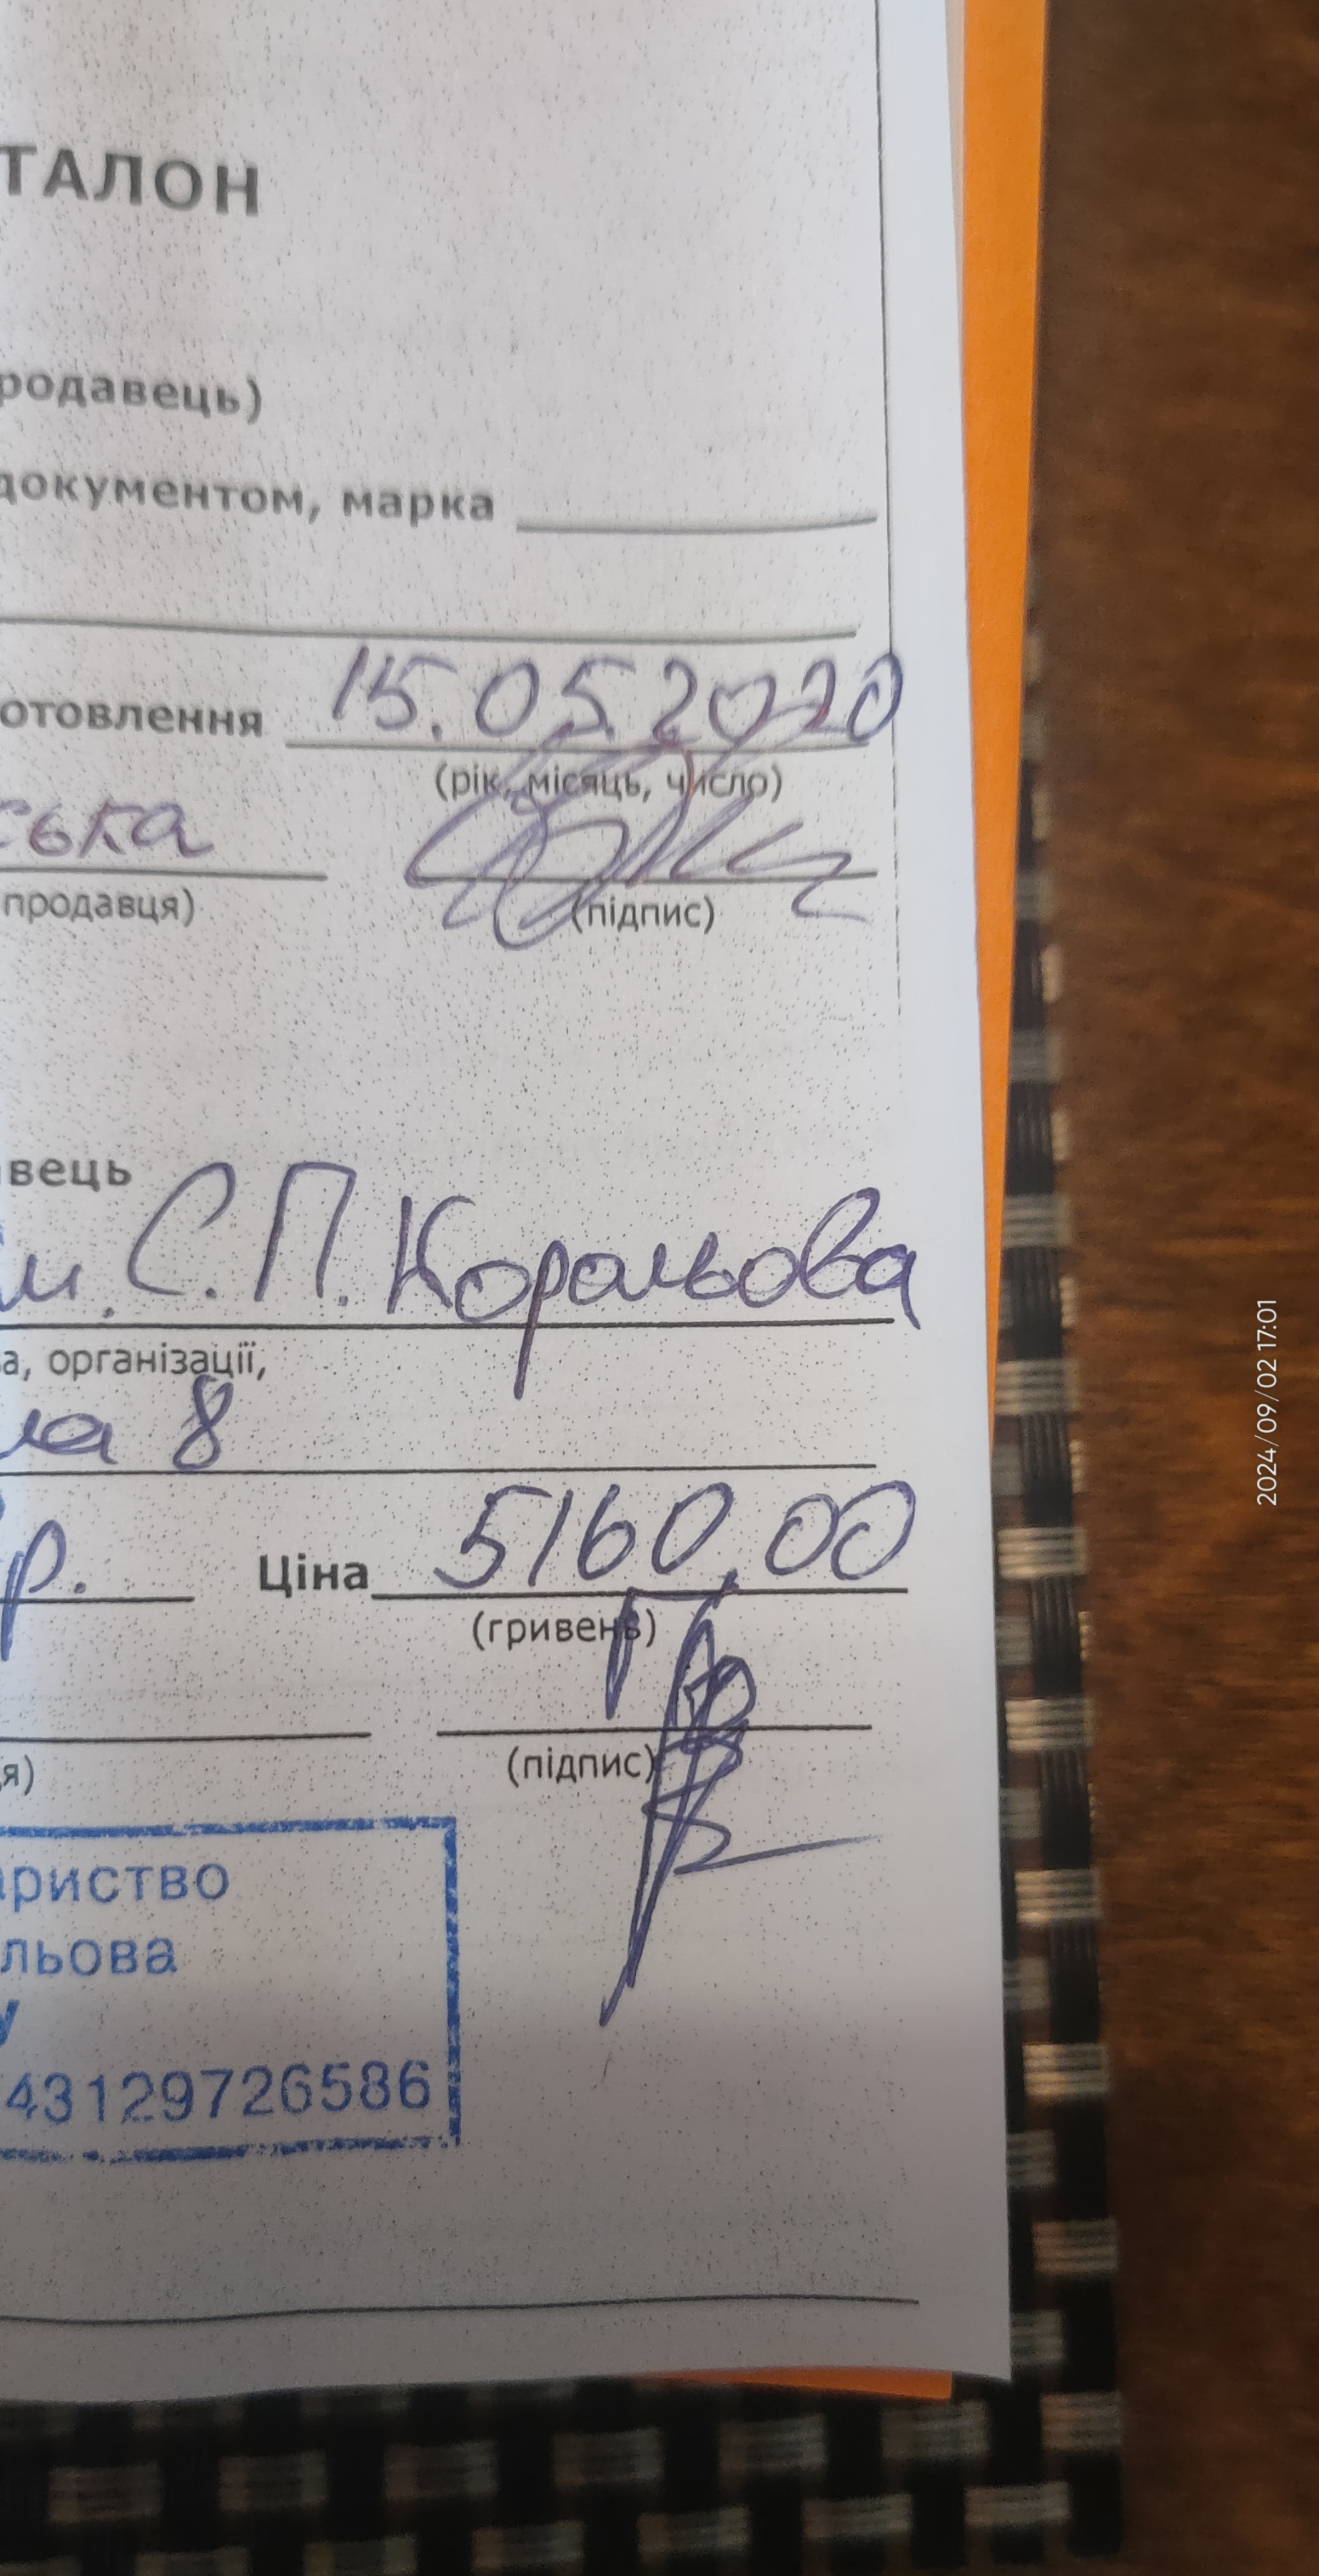 ТАЛОН
родавець)
документом, марка
отовлення 15.05.2020
(рік, місяць, число)
ська
продавця) (підпис)
вець
м. С.П. Корольова
а, організації,
ла 8
р. Ціна 5160,00
(гривень)
(підпис)
я)
ариство
льова
у
43129726586
2024/09/02 17:01